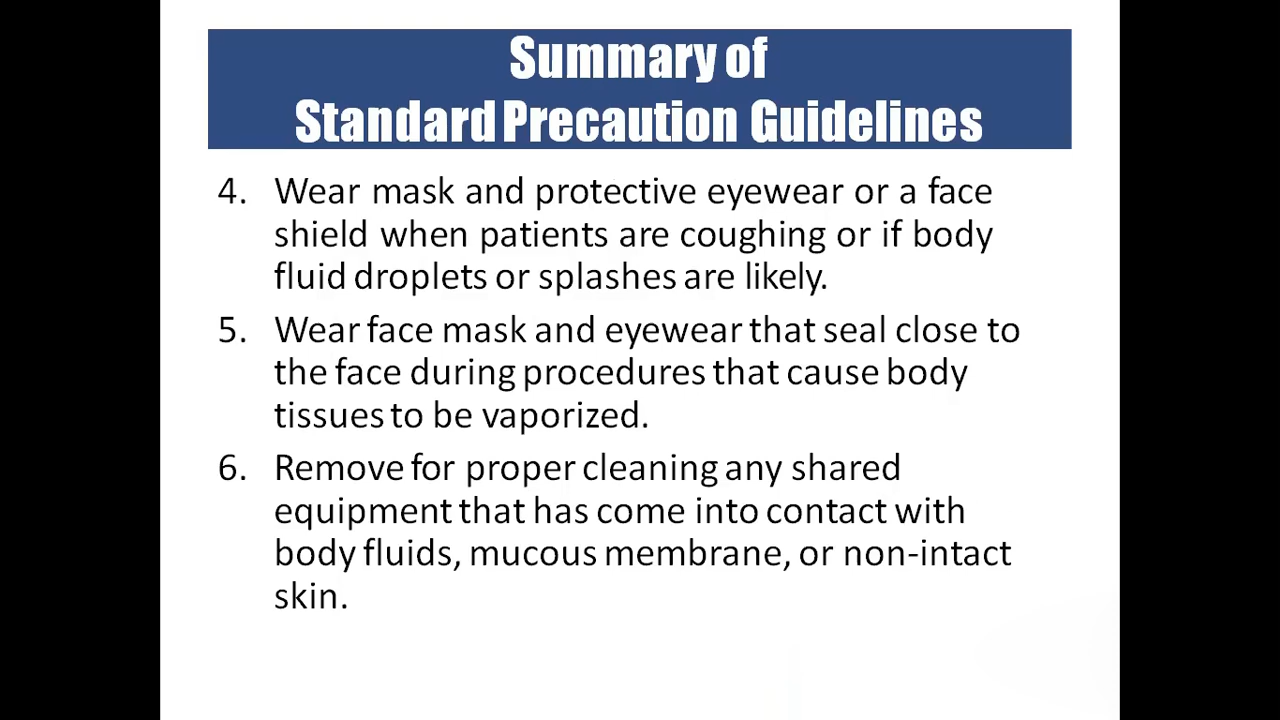 Summary of
Standard Precaution Guidelines
4. Wear mask and protective eyewear or a face
shield when patients are coughing or if body
fluid droplets or splashes are likely.
5. Wear face mask and eyewear that seal close to
the face during procedures that cause body
tissues to be vaporized.
6. Remove for proper cleaning any shared
equipment that has come into contact with
body fluids, mucous membrane, or non-intact
skin.